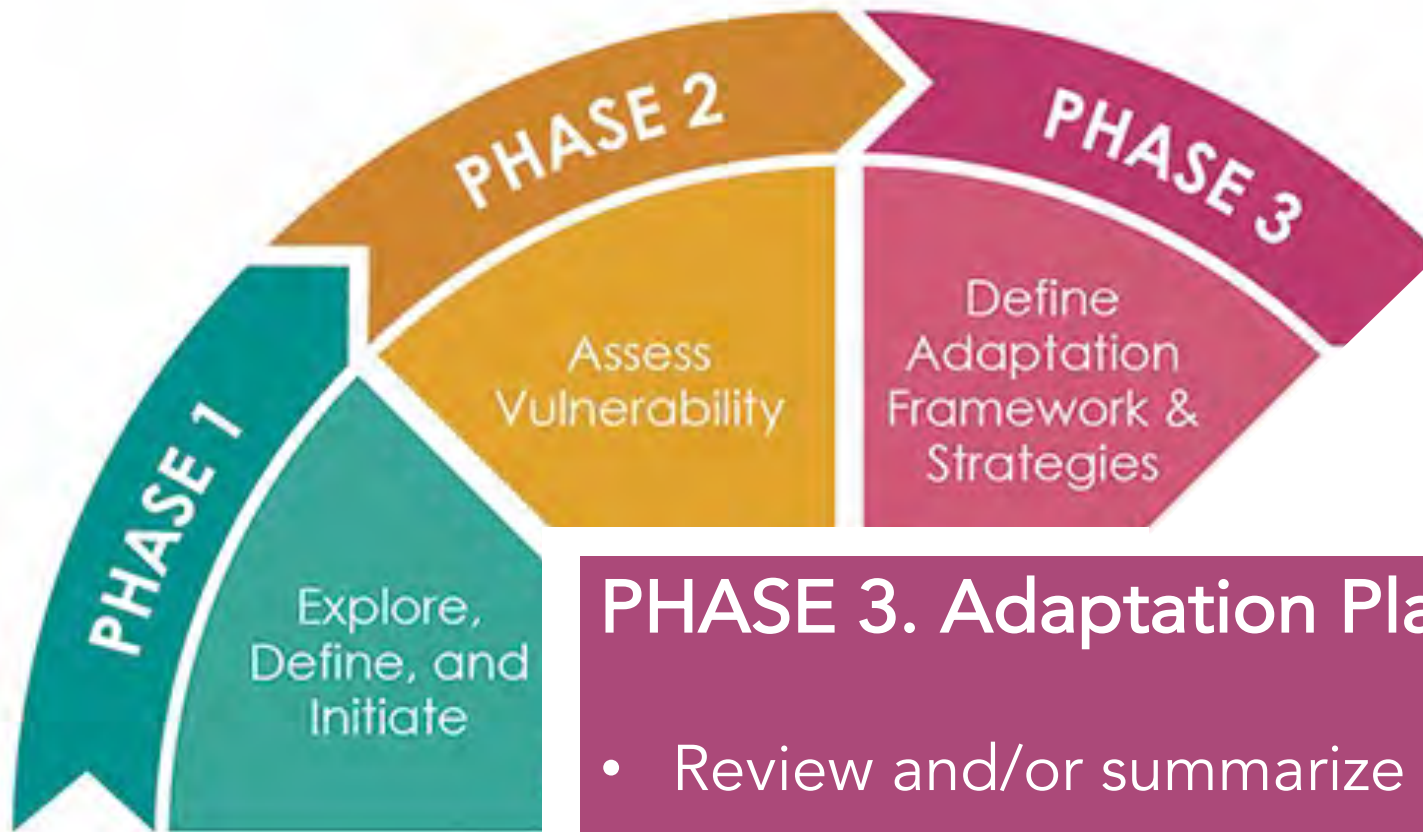 PHASE 1
Explore,
Define, and
Initiate
PHASE 2
Assess
Vulnerability
PHASE 3
Define
Adaptation
Framework &
Strategies
PHASE 3. Adaptation Pla
• Review and/or summarize